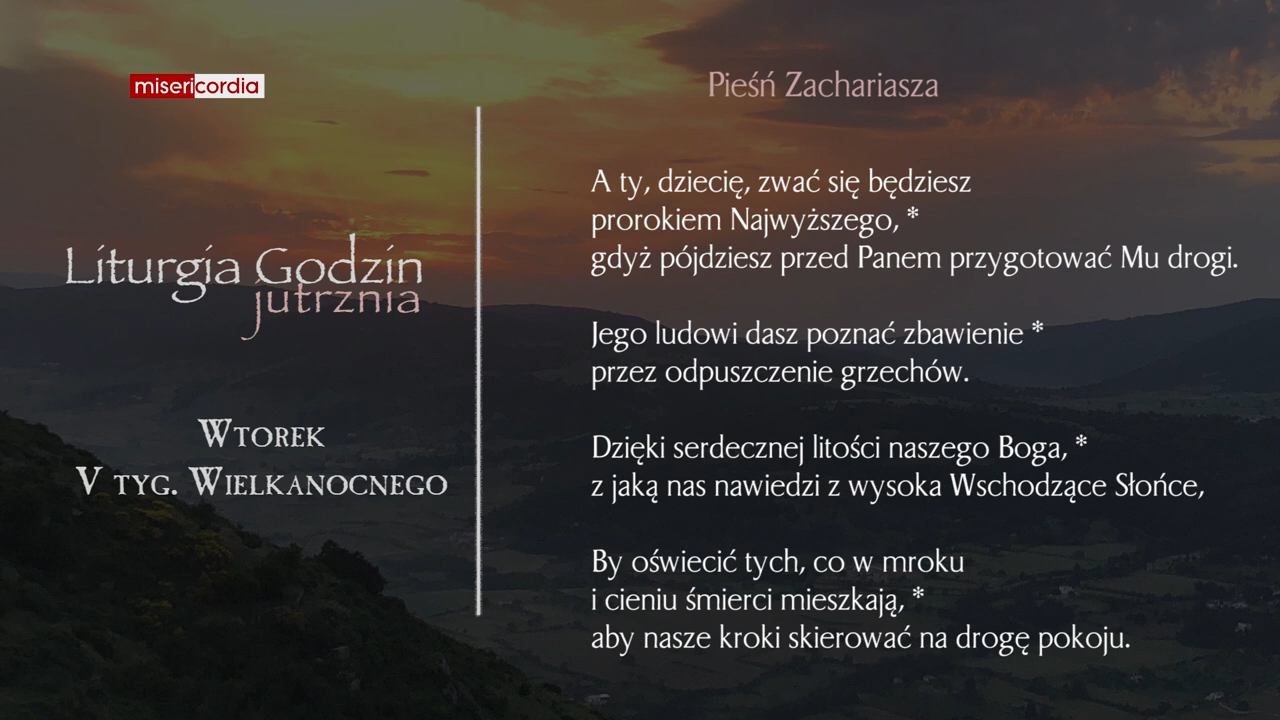 misericordia
Liturgia Godzin
jutrznia
Wtorek
V tyg. Wielkanocnego
Pieśń Zachariasza
A ty, dziecię, zwać się będziesz
prorokiem Najwyższego, *
gdyż pójdziesz przed Panem przygotować Mu drogi.
Jego ludowi dasz poznać zbawienie *
przez odpuszczenie grzechów.
Dzięki serdecznej litości naszego Boga, *
z jaką nas nawiedzi z wysoka Wschodzące Słońce,
By oświecić tych, co w mroku
i cieniu śmierci mieszkają, *
aby nasze kroki skierować na drogę pokoju.